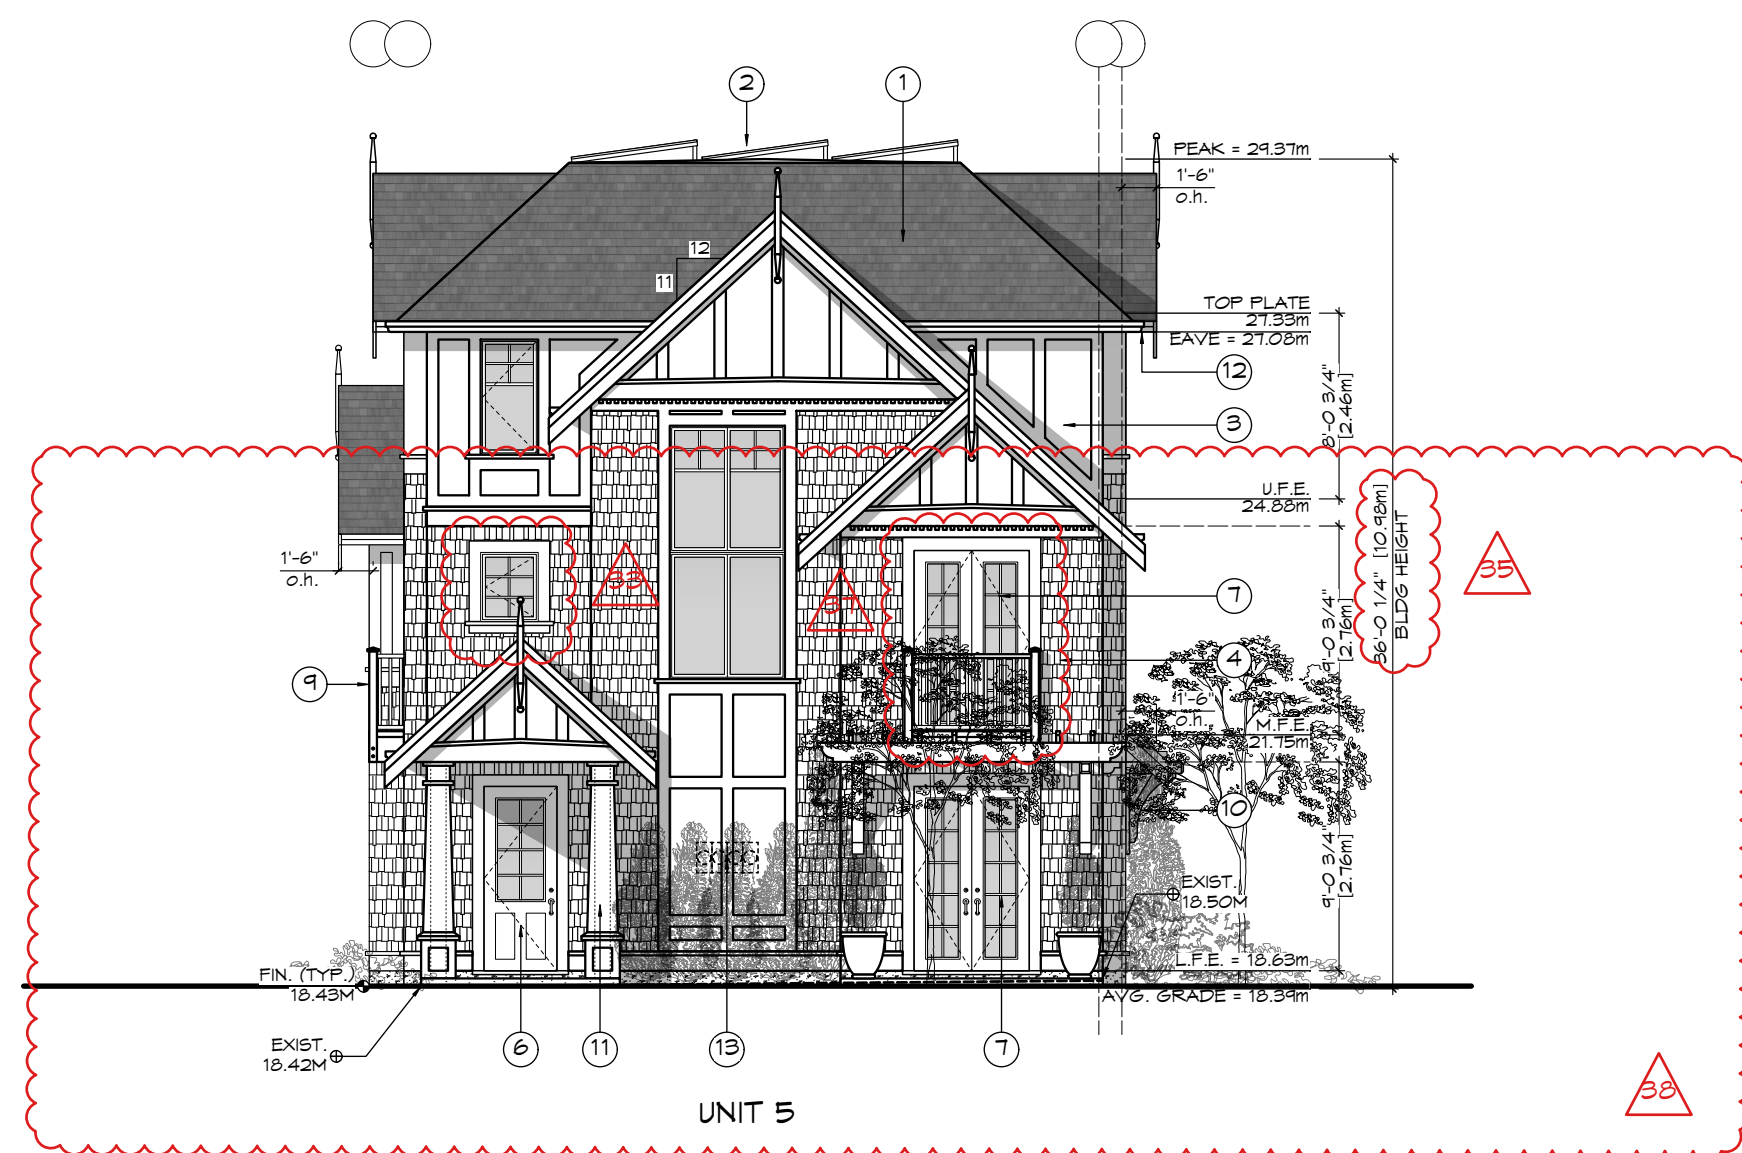 2
1
PEAK = 29.37m
1'-6"
o.h.
12
11
TOP PLATE
27.33m
EAVE = 27.08m
12
8'-0 3/4"
[2.46m]
3
U.F.E.
24.88m
36'-0 1/4" [10.98m]
BLDG HEIGHT
35
1'-6"
o.h.
33
37
7
9'-0 3/4"
[2.76m]
4
9
1'-6"
o.h.
M.F.E.
21.75m
10
9'-0 3/4"
[2.76m]
EXIST.
18.50M
L.F.E. = 18.63m
FIN. (TYP.)
18.43M
AVG. GRADE = 18.39m
EXIST.
18.42M
6
11
13
7
38
UNIT 5